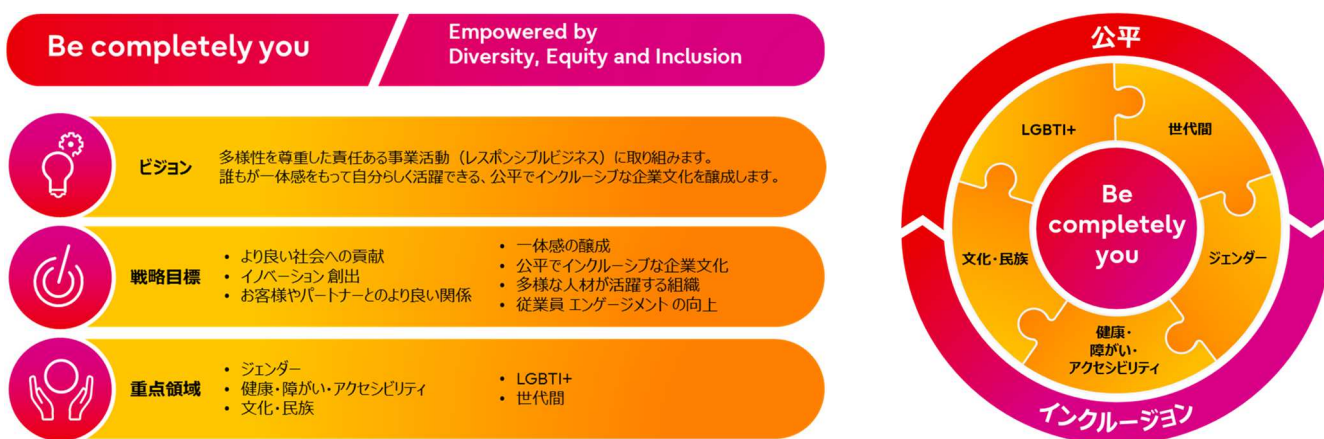 Be completely you
Empowered by
Diversity, Equity and Inclusion
ビジョン
多様性を尊重した責任ある事業活動（レスポンシブルビジネス）に取り組みます。
誰もが一体感をもって自分らしく活躍できる、公平でインクルーシブな企業文化を醸成します。
戦略目標
• より良い社会への貢献
• イノベーション 創出
• お客様やパートナーとのより良い関係
• 一体感の醸成
• 公平でインクルーシブな企業文化
• 多様な人材が活躍する組織
• 従業員 エンゲージメント の向上
重点領域
• ジェンダー
• 健康・障がい・アクセシビリティ
• 文化・民族
• LGBTI+
• 世代間
公平
LGBTI+
世代間
Be
completely
you
文化・民族
ジェンダー
健康・
障がい・
アクセシビリティ
インクルージョン